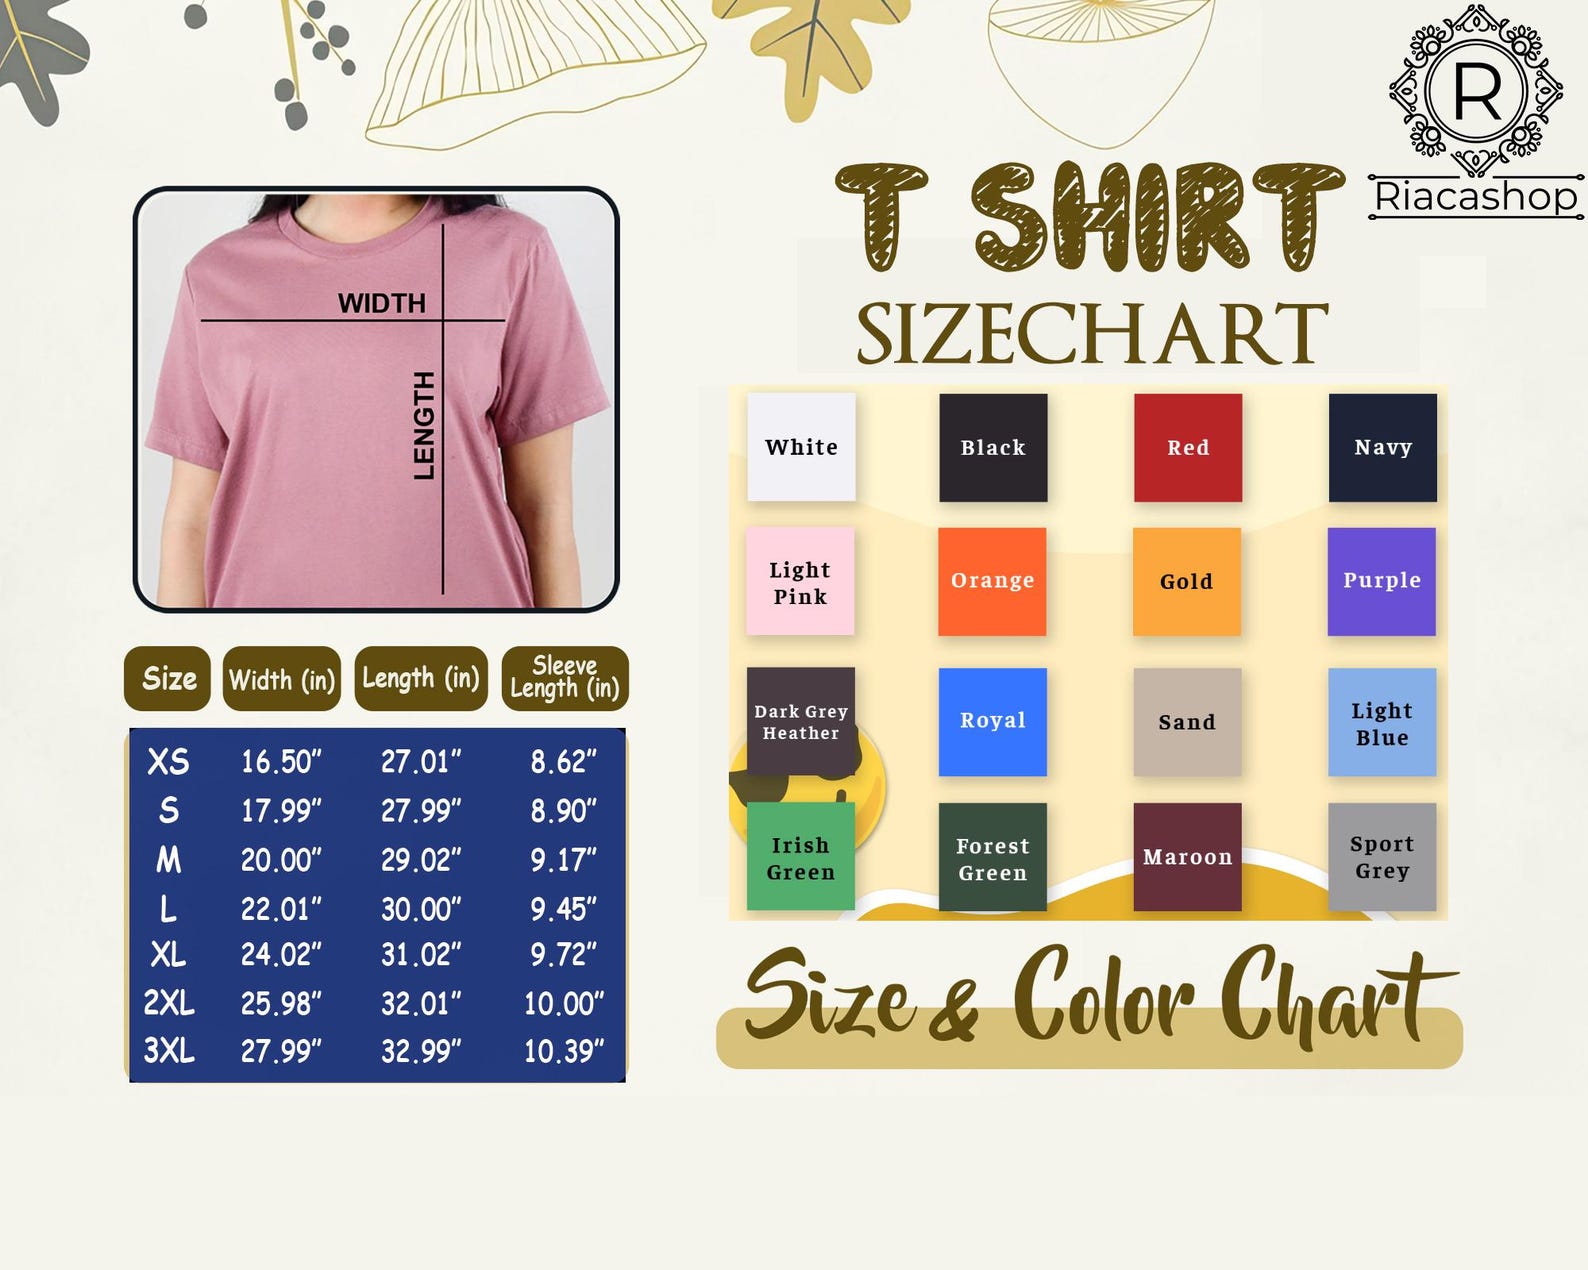 R
Riacashop
T SHIRT
SIZECHART
WIDTH
LENGTH
Size Width (in) Length (in) Sleeve Length (in)
XS 16.50” 27.01” 8.62”
S 17.99” 27.99” 8.90”
M 20.00” 29.02” 9.17”
L 22.01” 30.00” 9.45”
XL 24.02” 31.02” 9.72”
2XL 25.98” 32.01” 10.00”
3XL 27.99” 32.99” 10.39”
White
Black
Red
Navy
Light
Pink
Orange
Gold
Purple
Dark Grey
Heather
Royal
Sand
Light
Blue
Irish
Green
Forest
Green
Maroon
Sport
Grey
Size & Color Chart